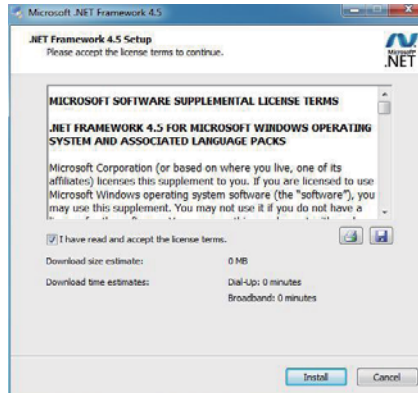 Microsoft .NET Framework 4.5
.NET Framework 4.5 Setup
Please accept the license terms to continue.
Microsoft
.NET
MICROSOFT SOFTWARE SUPPLEMENTAL LICENSE TERMS
.NET FRAMEWORK 4.5 FOR MICROSOFT WINDOWS OPERATING
SYSTEM AND ASSOCIATED LANGUAGE PACKS
Microsoft Corporation (or based on where you live, one of its
affiliates) licenses this supplement to you. If you are licensed to use
Microsoft Windows operating system software (the "software"), you
may use this supplement. You may not use it if you do not have a
I have read and accept the license terms.
Download size estimate: 0 MB
Download time estimates: Dial-Up: 0 minutes
Broadband: 0 minutes
Install Cancel